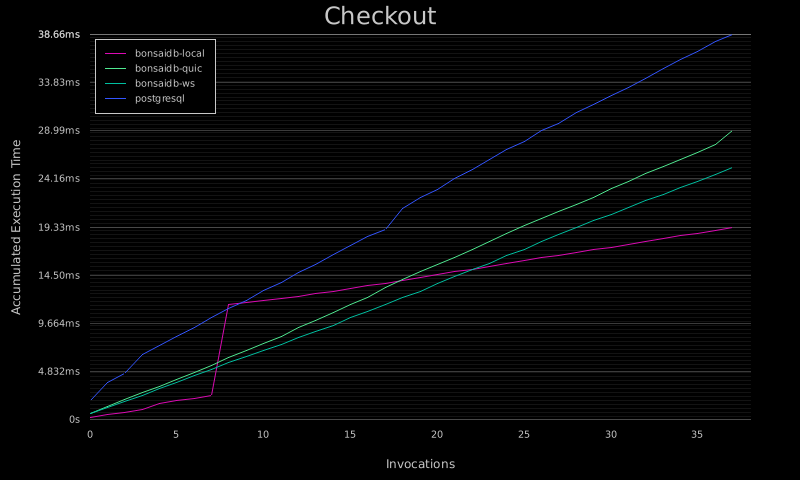 Checkout
38.66ms
33.83ms
28.99ms
24.16ms
19.33ms
14.50ms
9.664ms
4.832ms
0s
bonsaidb-local
bonsaidb-quic
bonsaidb-ws
postgresql
Accumulated Execution Time
0 5 10 15 20 25 30 35
Invocations